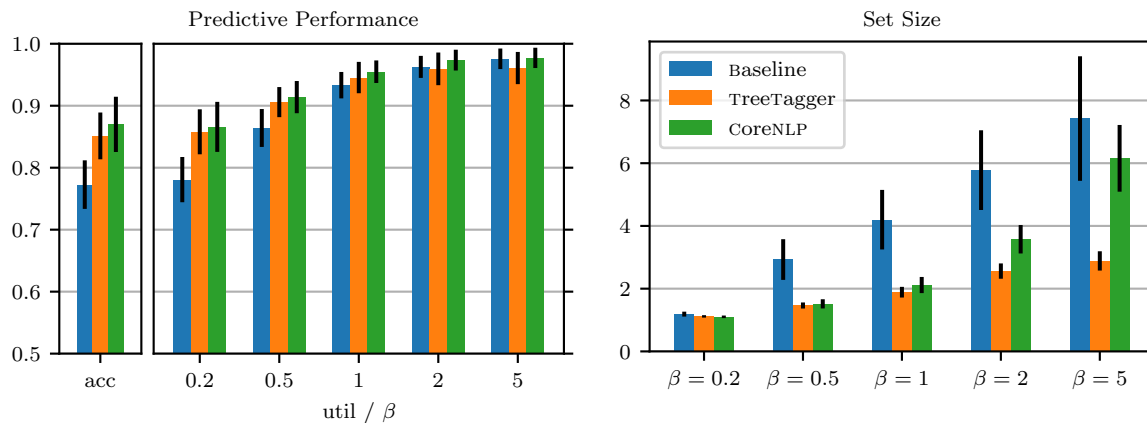 Predictive Performance
1.0
0.9
0.8
0.7
0.6
0.5
acc
0.2
0.5
1
2
5
util / β
Set Size
8
6
4
2
0
Baseline
TreeTagger
CoreNLP
β = 0.2
β = 0.5
β = 1
β = 2
β = 5